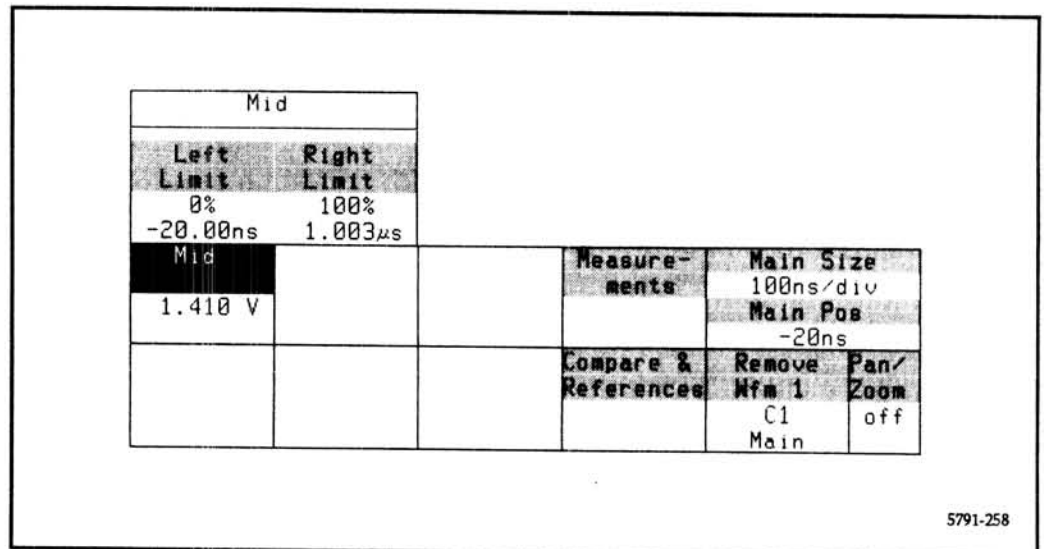 Mid
Left Right
Limit Limit
0% 100%
-20.00ns 1.003µs
Mid
1.410 V
Measure-
ments
Main Size
100ns/div
Main Pos
-20ns
Compare &
References
Remove
Wfm 1
C1
Main
Pan/
Zoom
off
5791-258